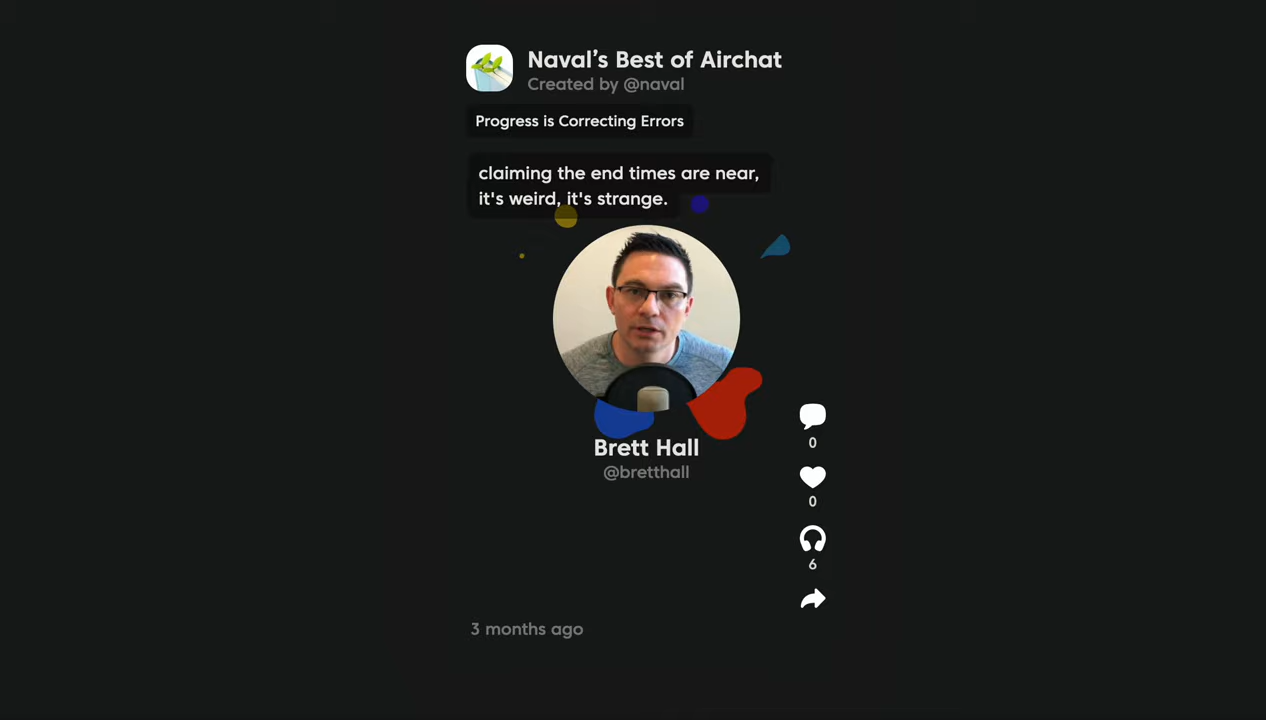 Naval’s Best of Airchat
Created by @naval
Progress is Correcting Errors
claiming the end times are near,
it's weird, it's strange.
Brett Hall
@bretthall
0
0
6
3 months ago